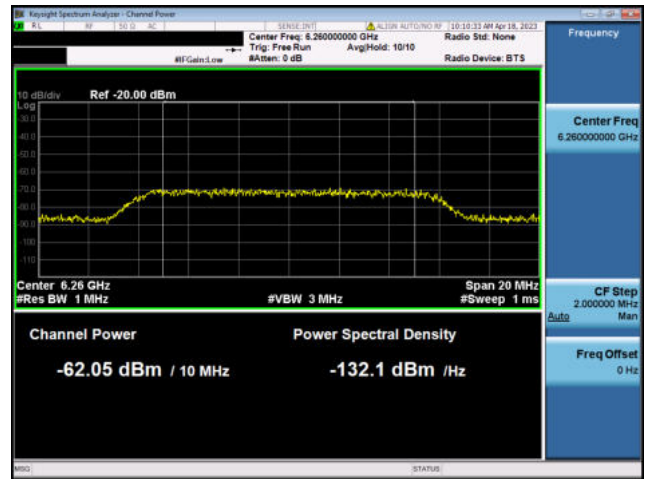 Keysight Spectrum Analyzer - Channel Power
RL RF 50 Ω AC SENSE:INT ALIGN AUTO/NO RF 10:10:33 AM Apr 18, 2023
Center Freq: 6.260000000 GHz Radio Std: None
Trig: Free Run Avg|Hold: 10/10
#IFGain:Low #Atten: 0 dB Radio Device: BTS
Frequency
10 dB/div Ref -20.00 dBm
Log
-30.0
-40.0
-50.0
-60.0
-70.0
-80.0
-90.0
-100
-110
Center Freq
6.260000000 GHz
Center 6.26 GHz Span 20 MHz
#Res BW 1 MHz #VBW 3 MHz #Sweep 1 ms
CF Step
2.000000 MHz
Auto Man
Channel Power Power Spectral Density
-62.05 dBm / 10 MHz -132.1 dBm /Hz
Freq Offset
0 Hz
MSG STATUS